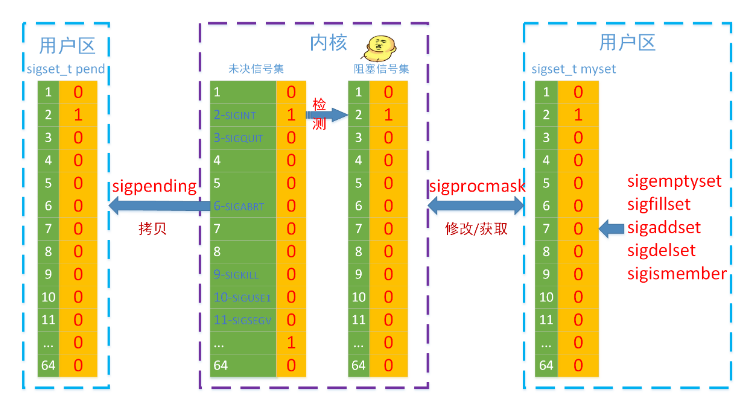 用户区
sigset_t pend
1 0
2 1
3 0
4 0
5 0
6 0
7 0
8 0
9 0
10 0
11 0
... 0
64 0
sigpending
拷贝
内核
未决信号集
1 0
2-SIGINT 1
3-SIGQUIT 0
4 0
5 0
6-SIGABRT 0
7 0
8 0
9-SIGKILL 0
10-SIGUSE1 0
11-SIGSEGV 0
... 1
64 0
检
测
阻塞信号集
1 0
2 1
3 0
4 0
5 0
6 0
7 0
8 0
9 0
10 0
11 0
... 0
64 0
sigprocmask
修改/获取
用户区
sigset_t myset
1 0
2 1
3 0
4 0
5 0
6 0
7 0
8 0
9 0
10 0
11 0
... 0
64 0
sigemptyset
sigfillset
sigaddset
sigdelset
sigismember